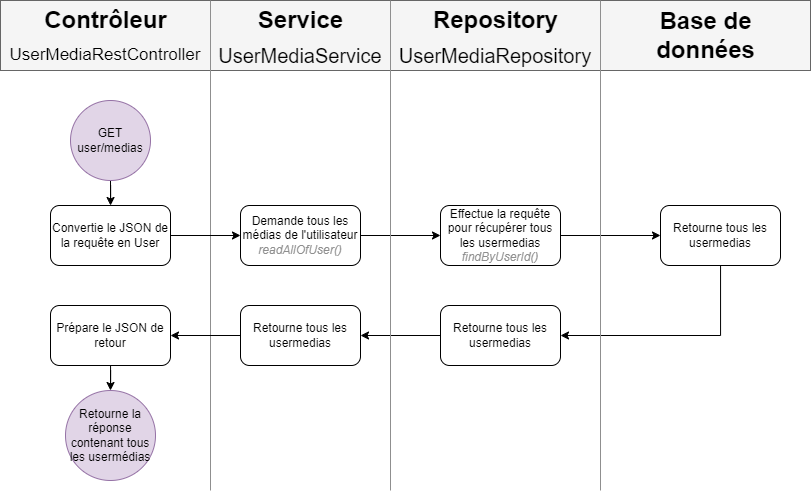 Contrôleur
UserMediaRestController
Service
UserMediaService
Repository
UserMediaRepository
Base de
données
GET
user/medias
Convertie le JSON de
la requête en User
Demande tous les
médias de l'utilisateur
readAllOfUser()
Effectue la requête
pour récupérer tous
les usermedias
findByUserId()
Retourne tous les
usermedias
Prépare le JSON de
retour
Retourne tous les
usermedias
Retourne tous les
usermedias
Retourne la
réponse
contenant tous
les usermédias